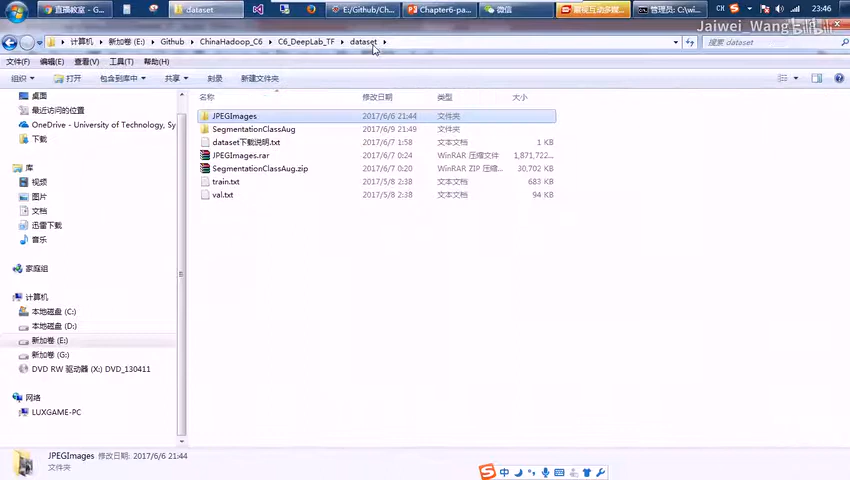 直播教室 - G...
dataset
E:/Github/Ch...
Chapter6-pa...
微信
管理员: C:\wi...
CH
23:46
Jaiwei_Wang
bilibili
计算机 ▸ 新加卷 (E:) ▸ Github ▸ ChinaHadoop_C6 ▸ C6_DeepLab_TF ▸ dataset ▸
搜索 dataset
文件(F) 编辑(E) 查看(V) 工具(T) 帮助(H)
组织 打开 包含到库中 共享 刻录 新建文件夹
名称 修改日期 类型 大小
JPEGImages 2017/6/6 21:44 文件夹
SegmentationClassAug 2017/6/9 21:49 文件夹
dataset下载说明.txt 2017/6/7 1:58 文本文档 1 KB
JPEGImages.rar 2017/6/7 0:24 WinRAR 压缩文件 1,871,722...
SegmentationClassAug.zip 2017/6/7 0:20 WinRAR ZIP 压缩... 30,702 KB
train.txt 2017/5/8 2:38 文本文档 683 KB
val.txt 2017/5/8 2:38 文本文档 94 KB
桌面
最近访问的位置
OneDrive - University of Technology, Sy
下载
库
视频
图片
文档
迅雷下载
音乐
家庭组
计算机
本地磁盘 (C:)
本地磁盘 (D:)
新加卷 (E:)
新加卷 (G:)
DVD RW 驱动器 (X:) DVD_130411
网络
LUXGAME-PC
JPEGImages 修改日期: 2017/6/6 21:44
文件夹
中